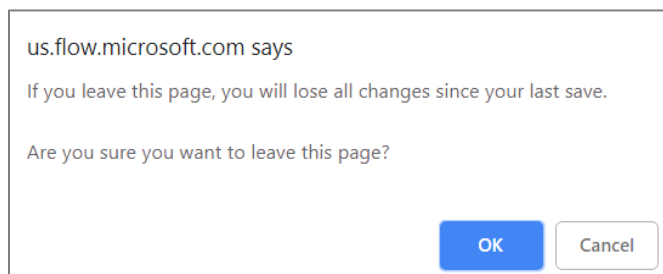 us.flow.microsoft.com says
If you leave this page, you will lose all changes since your last save.
Are you sure you want to leave this page?
OK
Cancel